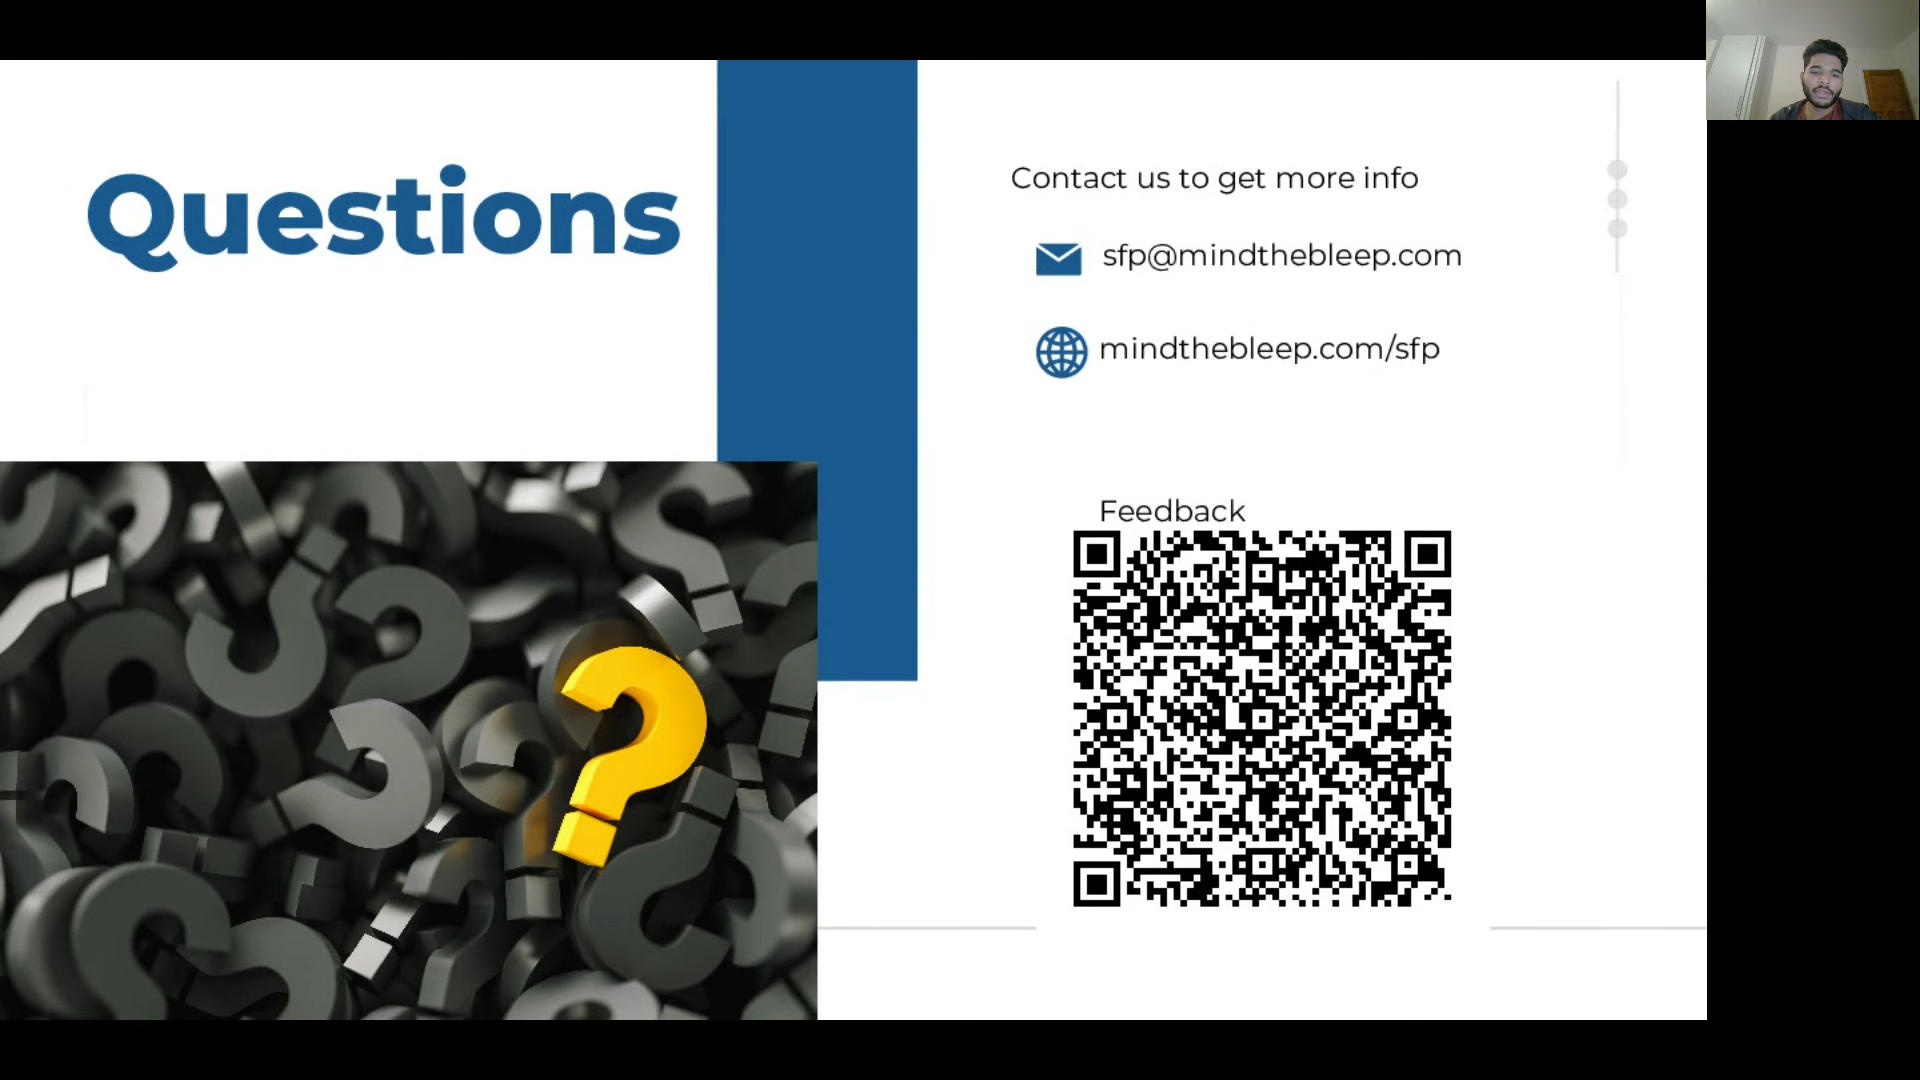 Questions
Contact us to get more info
sfp@mindthebleep.com
mindthebleep.com/sfp
Feedback